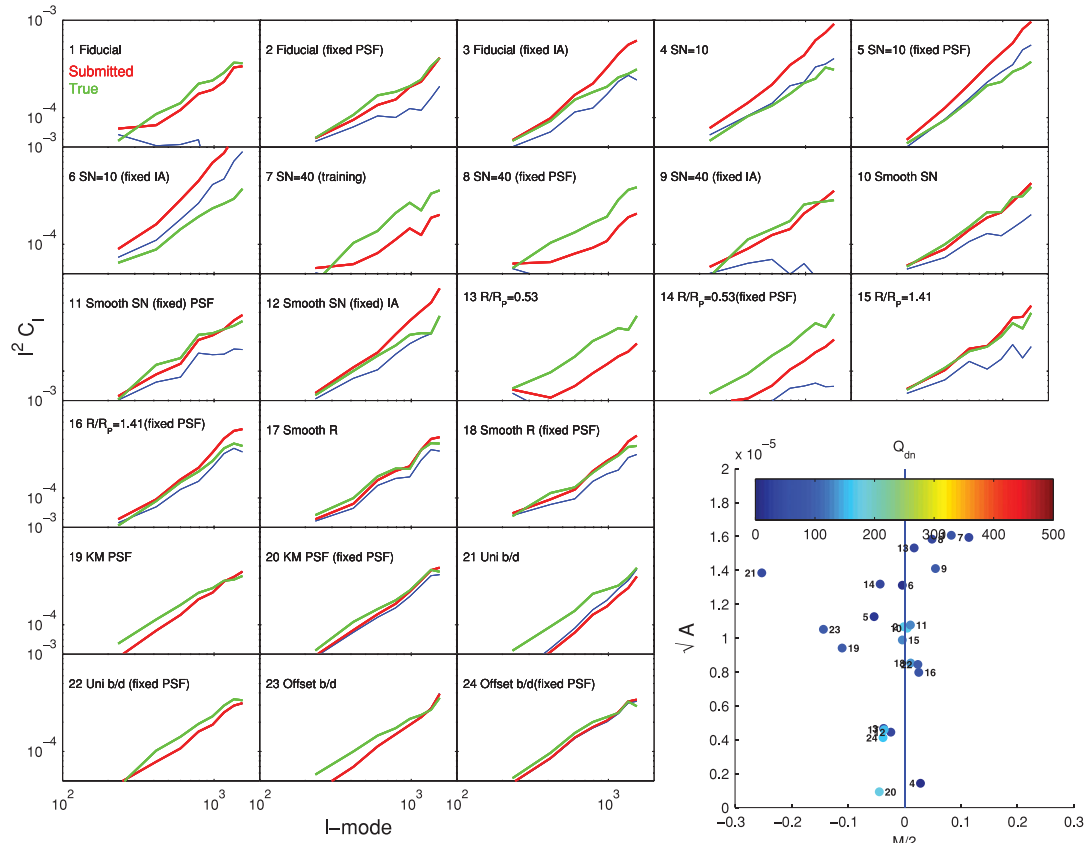 10⁻³
1 Fiducial
2 Fiducial (fixed PSF)
3 Fiducial (fixed IA)
4 SN=10
5 SN=10 (fixed PSF)
Submitted
True
10⁻⁴
10⁻³
6 SN=10 (fixed IA)
7 SN=40 (training)
8 SN=40 (fixed PSF)
9 SN=40 (fixed IA)
10 Smooth SN
10⁻⁴
11 Smooth SN (fixed) PSF
12 Smooth SN (fixed) IA
13 R/Rₚ=0.53
14 R/Rₚ=0.53(fixed PSF)
15 R/Rₚ=1.41
l² C_l
10⁻³
16 R/Rₚ=1.41(fixed PSF)
17 Smooth R
18 Smooth R (fixed PSF)
10⁻⁴
10⁻³
19 KM PSF
20 KM PSF (fixed PSF)
21 Uni b/d
10⁻⁴
10⁻³
22 Uni b/d (fixed PSF)
23 Offset b/d
24 Offset b/d(fixed PSF)
10⁻⁴
10² 10³ 10² 10³ 10² 10³
l−mode
x 10⁻⁵
Q_dn
0 100 200 300 400 500
2
1.8
1.6
1.4
1.2
1
0.8
0.6
0.4
0.2
0
√ A
13
8
7
9
21
14
6
5
11
10
23
15
19
18
16
24
4
20
−0.3 −0.2 −0.1 0 0.1 0.2 0.3
M/2